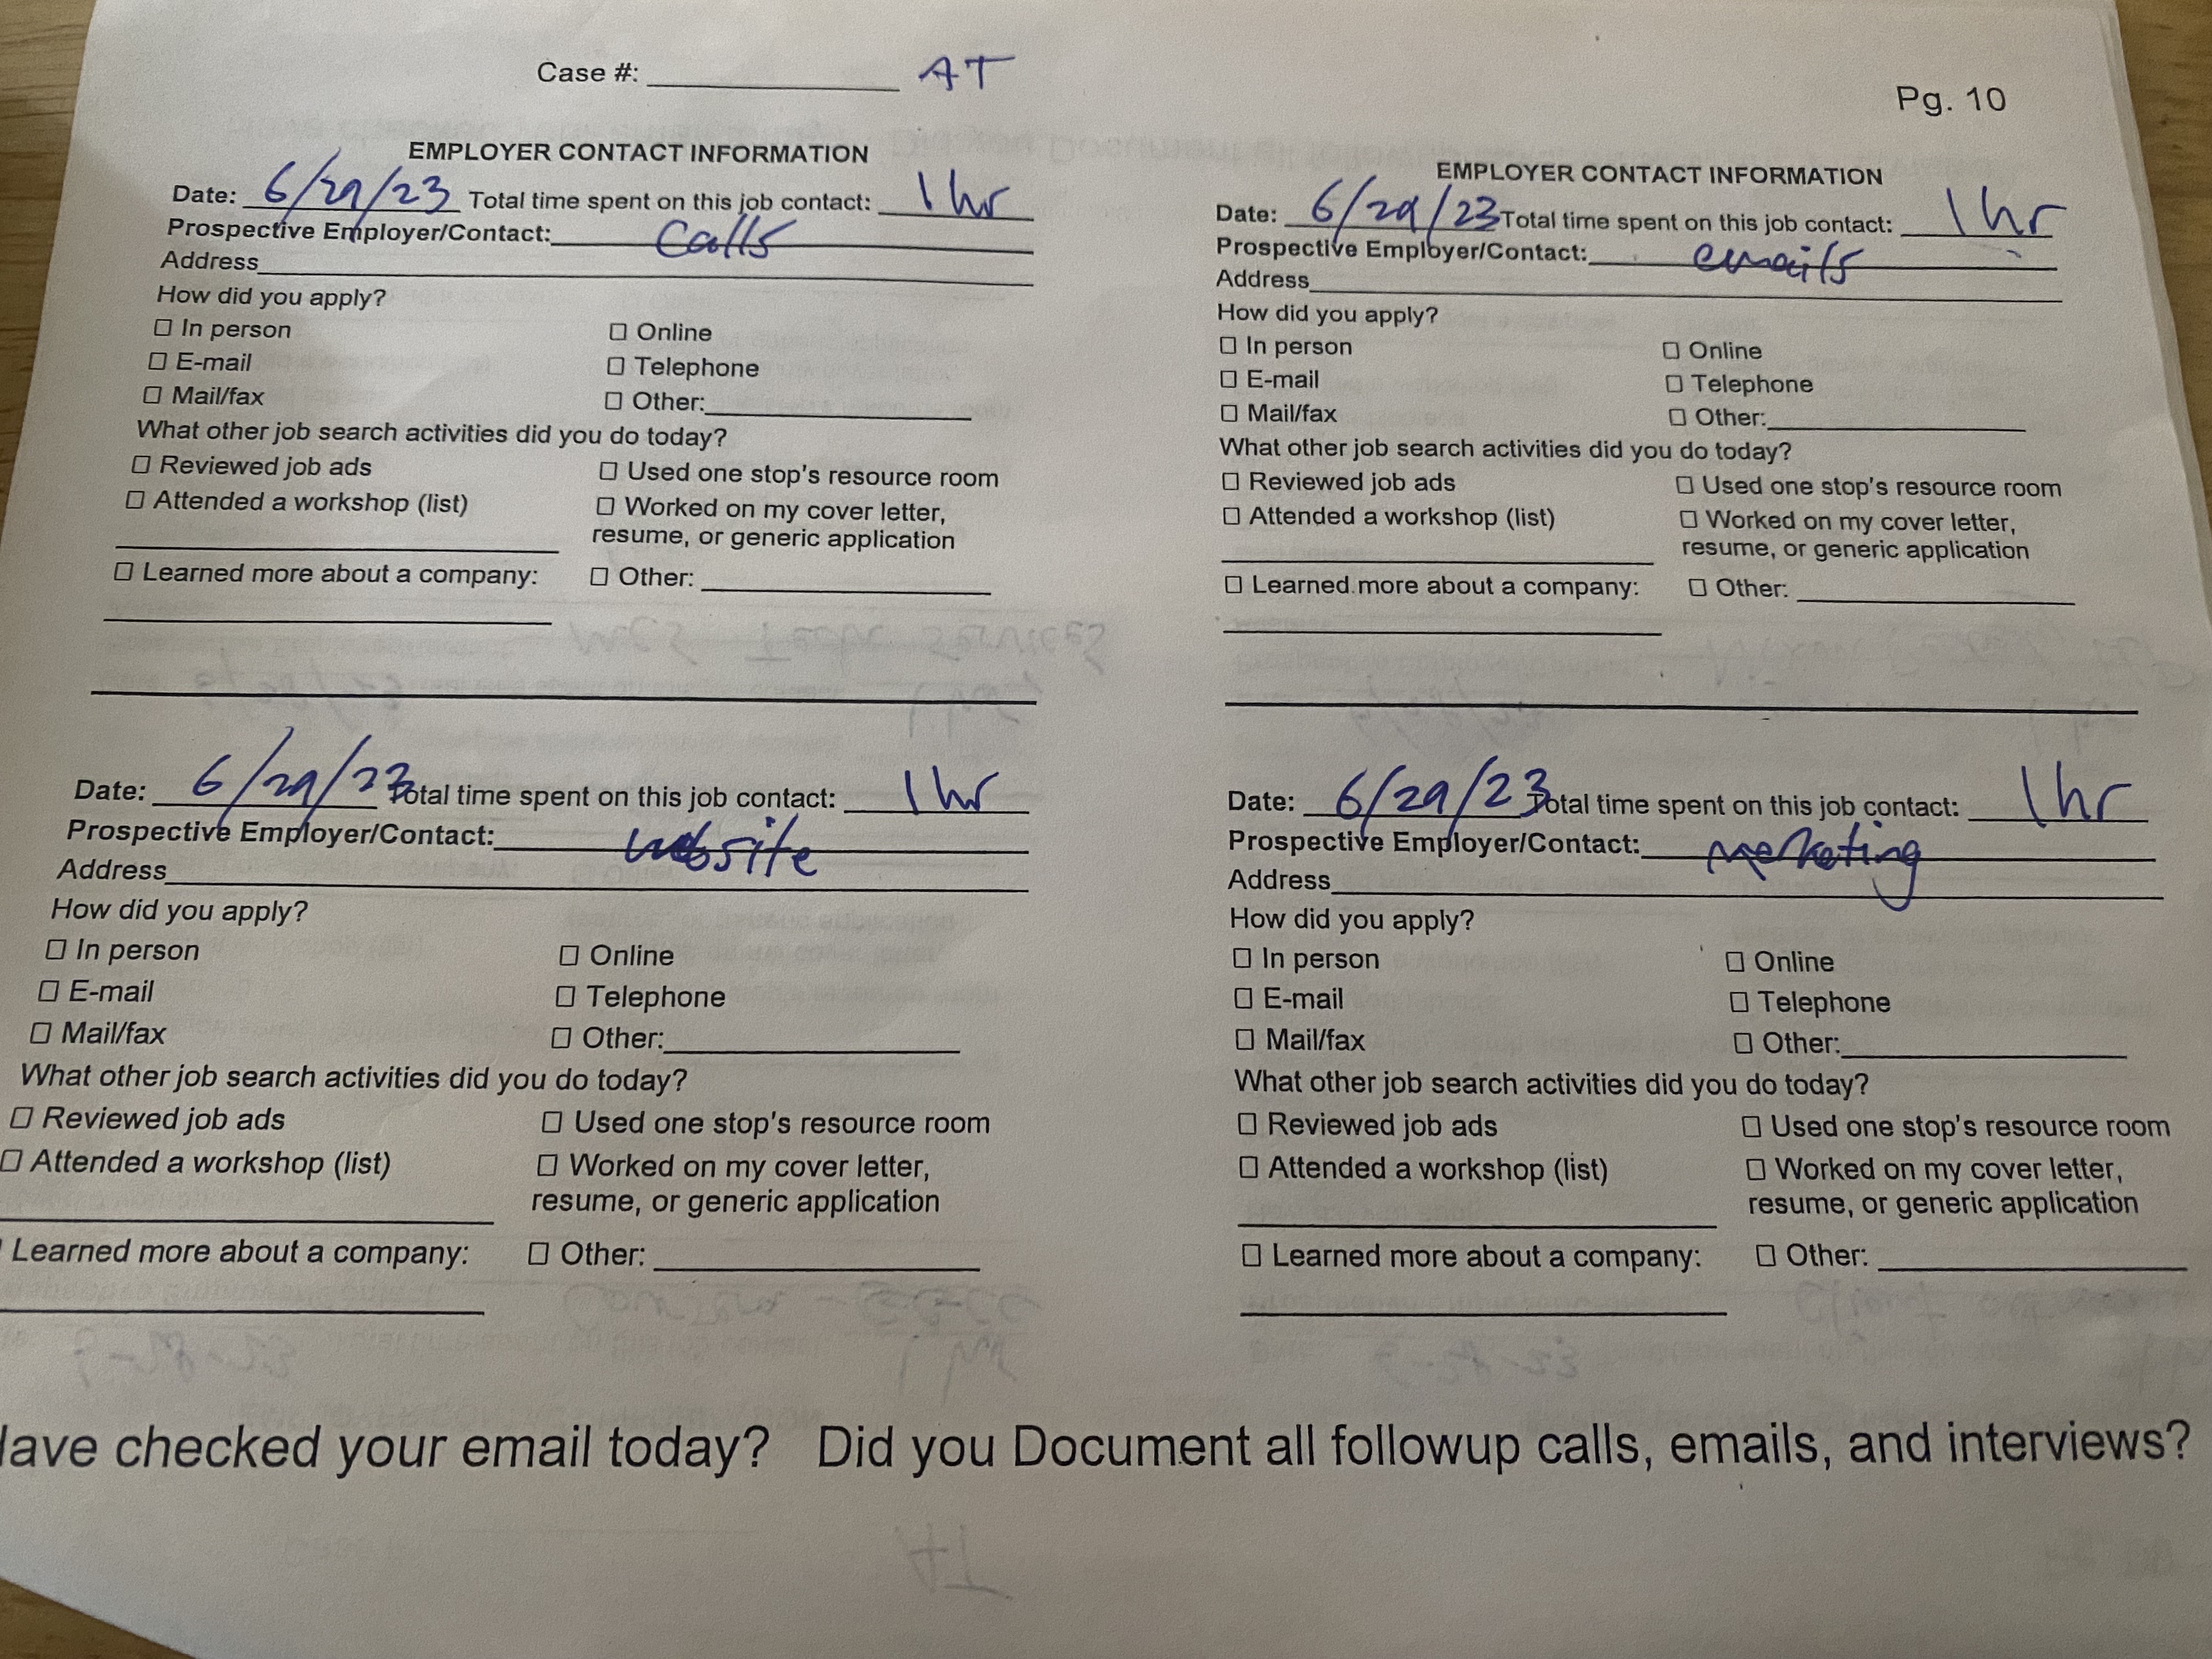 Case #: AT
Pg. 10
EMPLOYER CONTACT INFORMATION
Date: 6/29/23 Total time spent on this job contact: 1 hr
Prospective Employer/Contact: Calls
Address
How did you apply?
☐ In person ☐ Online
☐ E-mail ☐ Telephone
☐ Mail/fax ☐ Other:
What other job search activities did you do today?
☐ Reviewed job ads ☐ Used one stop's resource room
☐ Attended a workshop (list) ☐ Worked on my cover letter,
resume, or generic application
☐ Learned more about a company: ☐ Other:
EMPLOYER CONTACT INFORMATION
Date: 6/29/23 Total time spent on this job contact: 1 hr
Prospective Employer/Contact: emails
Address
How did you apply?
☐ In person ☐ Online
☐ E-mail ☐ Telephone
☐ Mail/fax ☐ Other:
What other job search activities did you do today?
☐ Reviewed job ads ☐ Used one stop's resource room
☐ Attended a workshop (list) ☐ Worked on my cover letter,
resume, or generic application
☐ Learned more about a company: ☐ Other:
Date: 6/29/23 Total time spent on this job contact: 1 hr
Prospective Employer/Contact: website
Address
How did you apply?
☐ In person ☐ Online
☐ E-mail ☐ Telephone
☐ Mail/fax ☐ Other:
What other job search activities did you do today?
☐ Reviewed job ads ☐ Used one stop's resource room
☐ Attended a workshop (list) ☐ Worked on my cover letter,
resume, or generic application
Learned more about a company: ☐ Other:
Date: 6/29/23 Total time spent on this job contact: 1 hr
Prospective Employer/Contact: merketing
Address
How did you apply?
☐ In person ☐ Online
☐ E-mail ☐ Telephone
☐ Mail/fax ☐ Other:
What other job search activities did you do today?
☐ Reviewed job ads ☐ Used one stop's resource room
☐ Attended a workshop (list) ☐ Worked on my cover letter,
resume, or generic application
☐ Learned more about a company: ☐ Other:
ave checked your email today? Did you Document all followup calls, emails, and interviews?